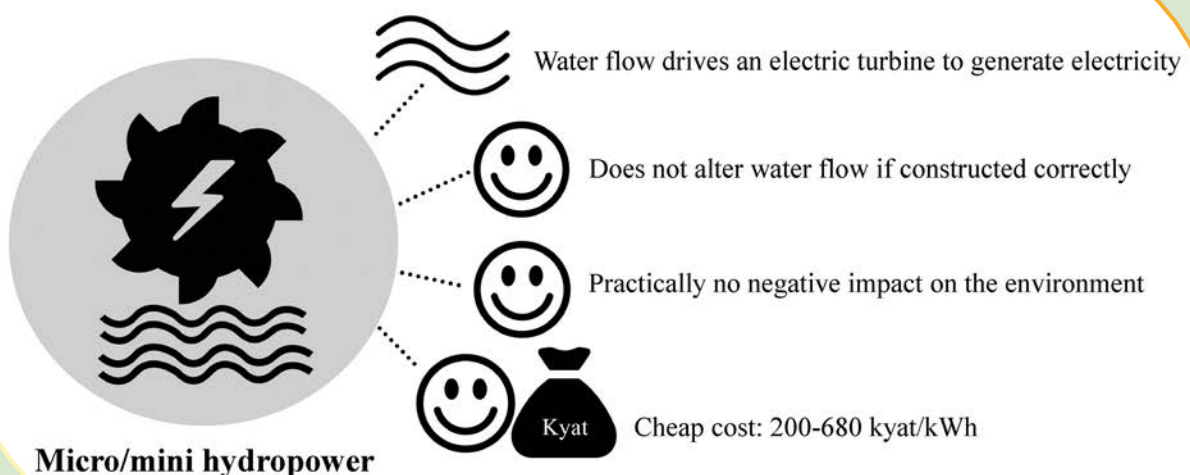 Water flow drives an electric turbine to generate electricity
Does not alter water flow if constructed correctly
Practically no negative impact on the environment
Kyat
Cheap cost: 200-680 kyat/kWh
Micro/mini hydropower